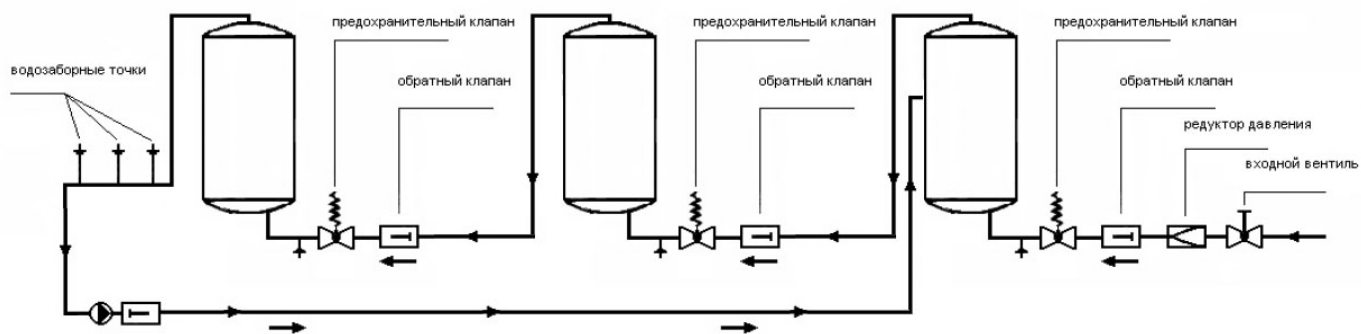 предохранительный клапан
предохранительный клапан
предохранительный клапан
водозаборные точки
обратный клапан
обратный клапан
обратный клапан
редуктор давления
входной вентиль